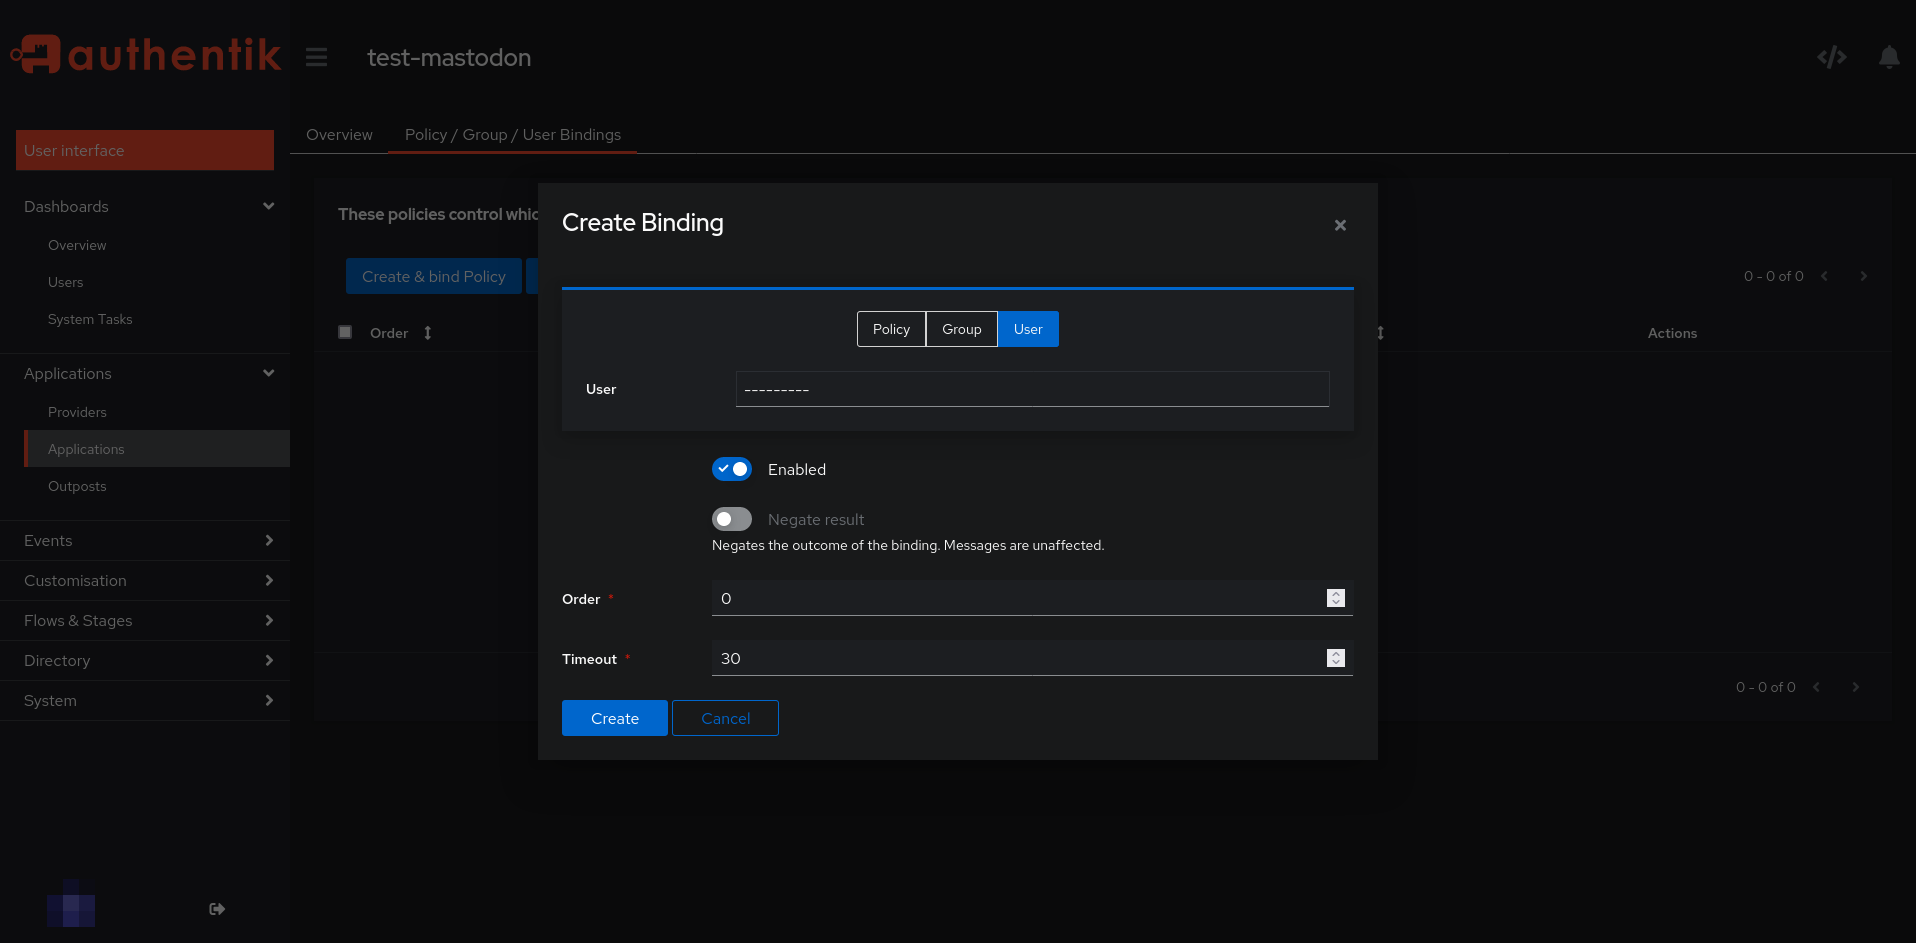 authentik
test-mastodon
User interface
Overview
Policy / Group / User Bindings
Dashboards
Overview
Users
System Tasks
Applications
Providers
Applications
Outposts
Events
Customisation
Flows & Stages
Directory
System
These policies control
Create & bind Policy
0 - 0 of 0
Order
Actions
0 - 0 of 0
Create Binding
Policy
Group
User
User
---------
Enabled
Negate result
Negates the outcome of the binding. Messages are unaffected.
Order *
0
Timeout *
30
Create
Cancel